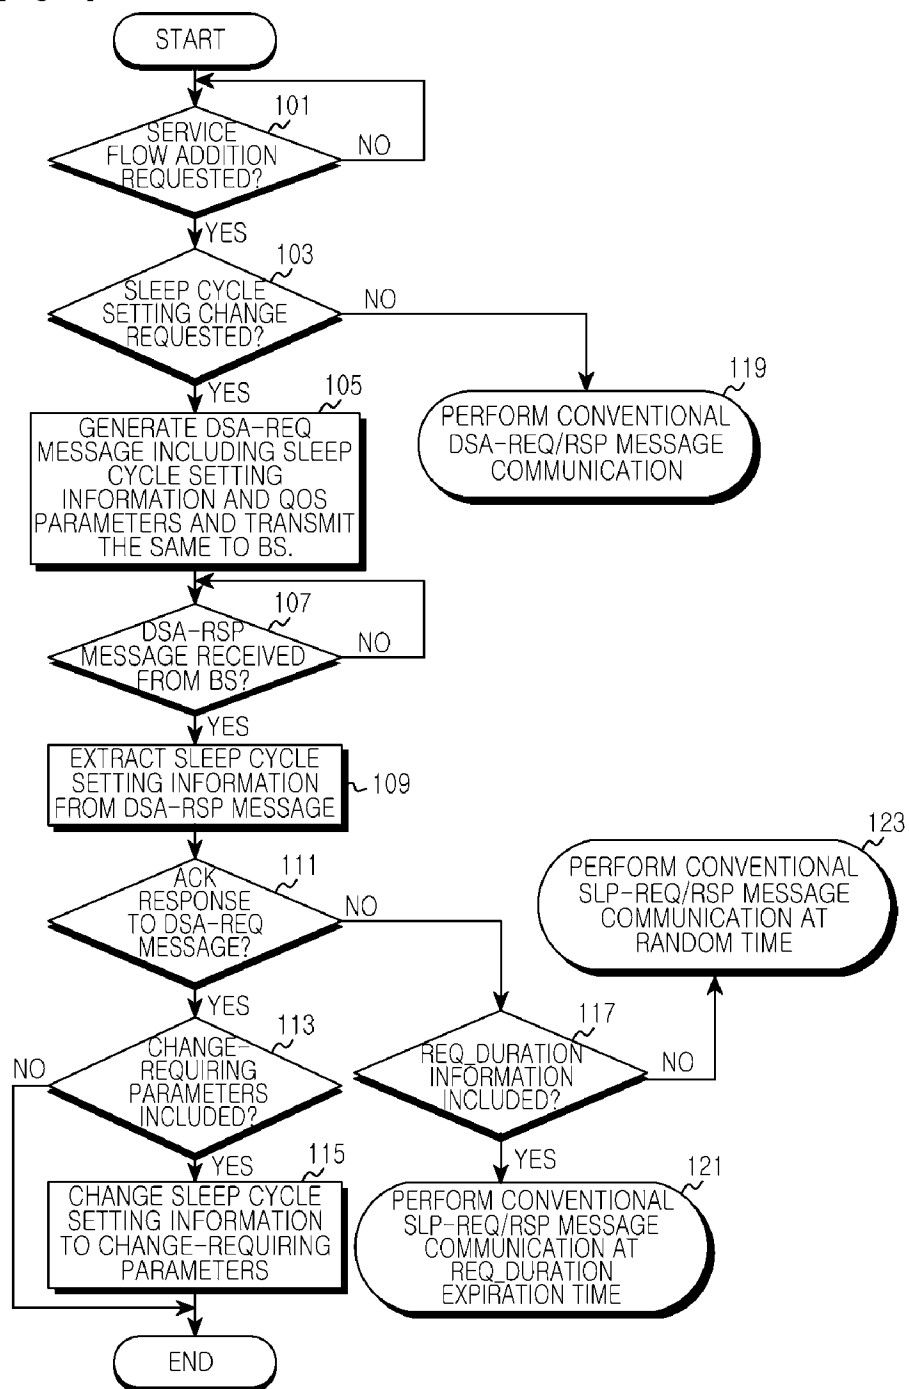 START
101
SERVICE
FLOW ADDITION
REQUESTED?
NO
YES
103
SLEEP CYCLE
SETTING CHANGE
REQUESTED?
NO
YES
105
GENERATE DSA-REQ
MESSAGE INCLUDING SLEEP
CYCLE SETTING
INFORMATION AND QOS
PARAMETERS AND TRANSMIT
THE SAME TO BS.
119
PERFORM CONVENTIONAL
DSA-REQ/RSP MESSAGE
COMMUNICATION
107
DSA-RSP
MESSAGE RECEIVED
FROM BS?
NO
YES
EXTRACT SLEEP CYCLE
SETTING INFORMATION
FROM DSA-RSP MESSAGE
109
111
ACK
RESPONSE
TO DSA-REQ
MESSAGE?
NO
YES
123
PERFORM CONVENTIONAL
SLP-REQ/RSP MESSAGE
COMMUNICATION AT
RANDOM TIME
113
CHANGE-
REQUIRING
PARAMETERS
INCLUDED?
NO
YES
117
REQ_DURATION
INFORMATION
INCLUDED?
NO
YES
115
CHANGE SLEEP CYCLE
SETTING INFORMATION
TO CHANGE-REQUIRING
PARAMETERS
121
PERFORM CONVENTIONAL
SLP-REQ/RSP MESSAGE
COMMUNICATION AT
REQ_DURATION
EXPIRATION TIME
END